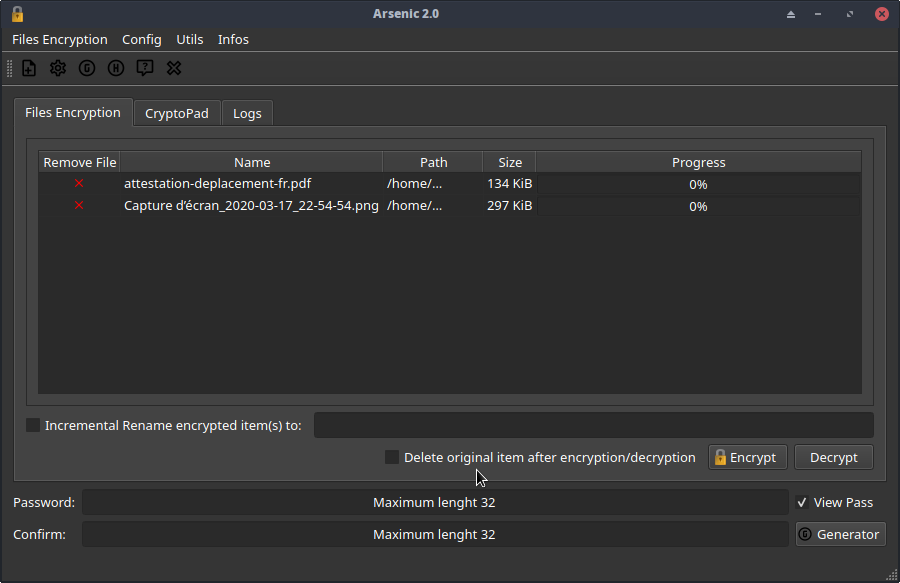 Arsenic 2.0
Files Encryption Config Utils Infos
Files Encryption CryptoPad Logs
Remove File Name Path Size Progress
attestation-deplacement-fr.pdf /home/... 134 KiB 0%
Capture d'écran_2020-03-17_22-54-54.png /home/... 297 KiB 0%
Incremental Rename encrypted item(s) to:
Delete original item after encryption/decryption Encrypt Decrypt
Password: Maximum lenght 32 View Pass
Confirm: Maximum lenght 32 G Generator